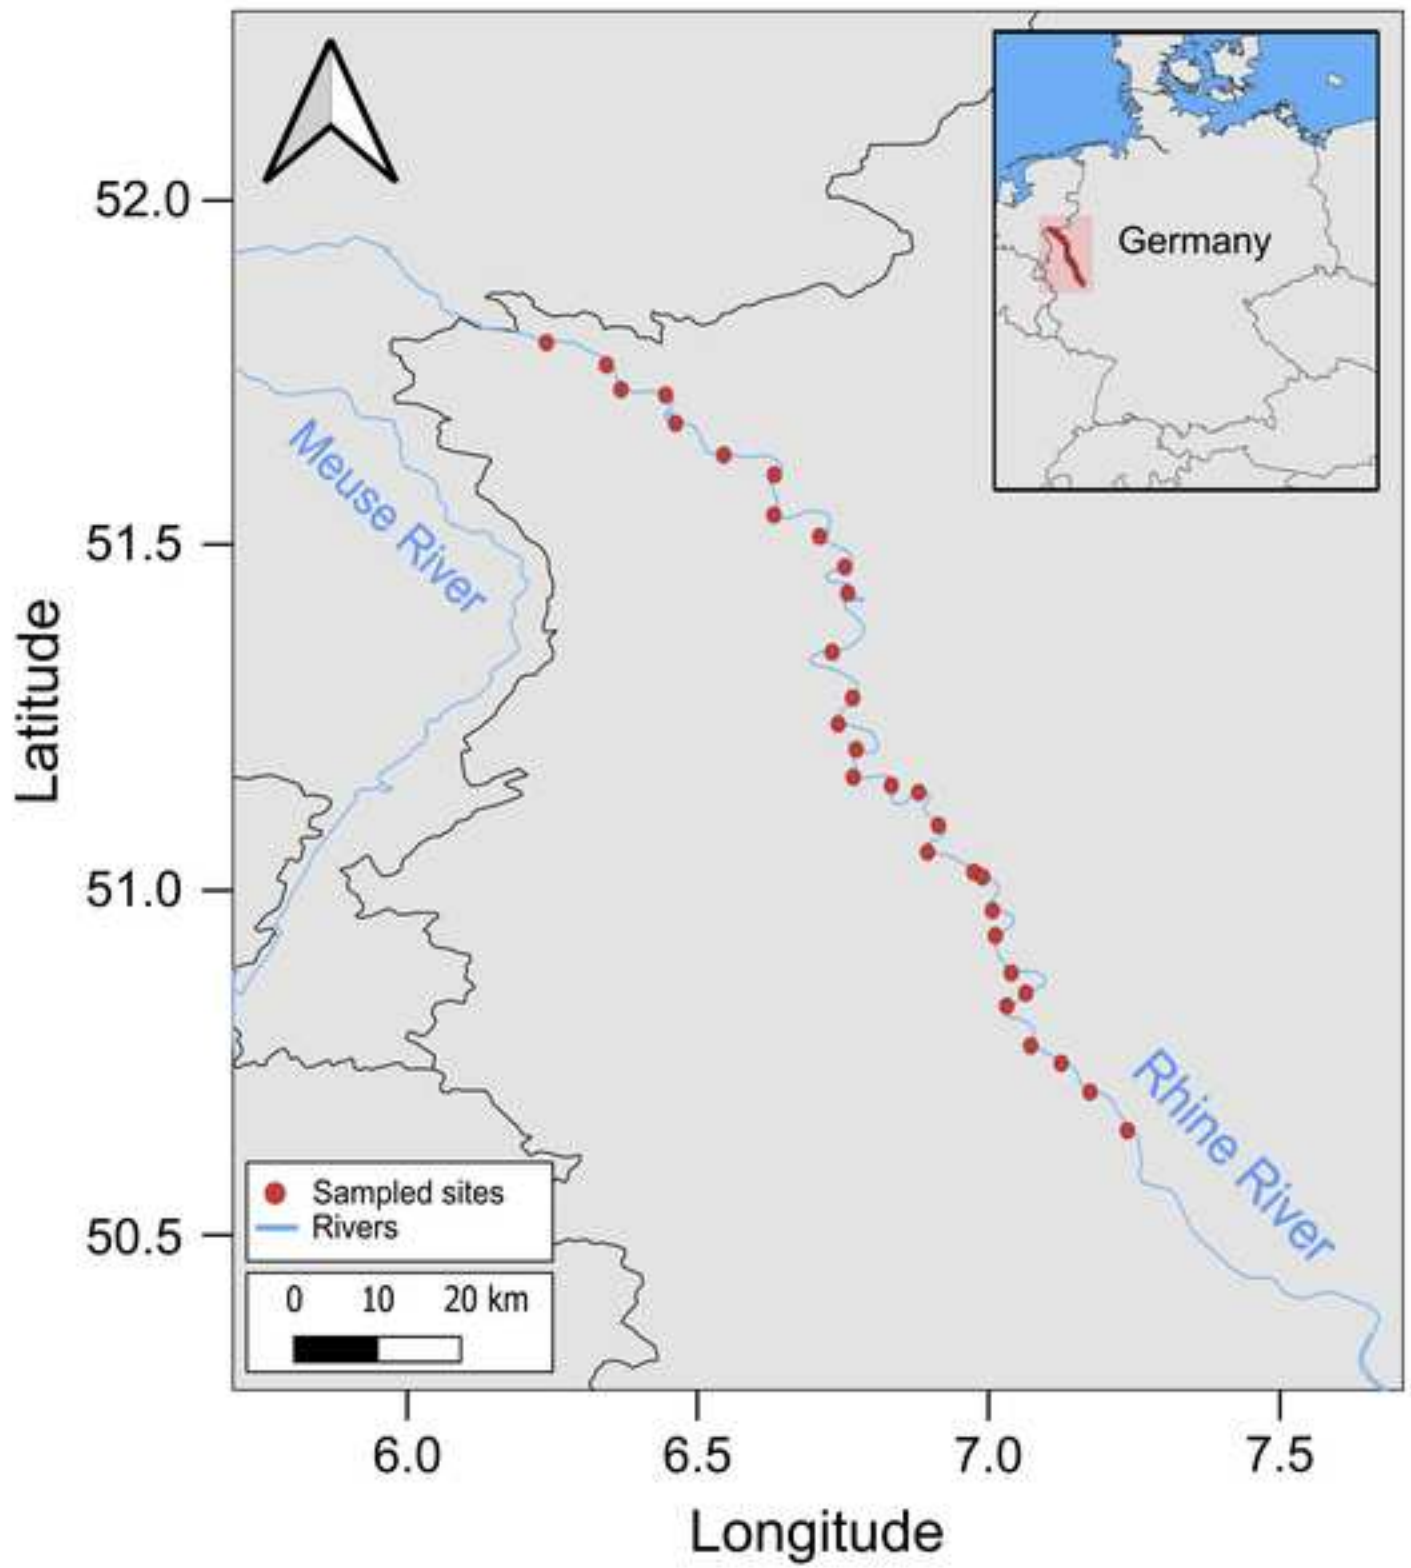 52.0
51.5
51.0
50.5
Latitude
Germany
Meuse River
Rhine River
Sampled sites
Rivers
0 10 20 km
6.0 6.5 7.0 7.5
Longitude